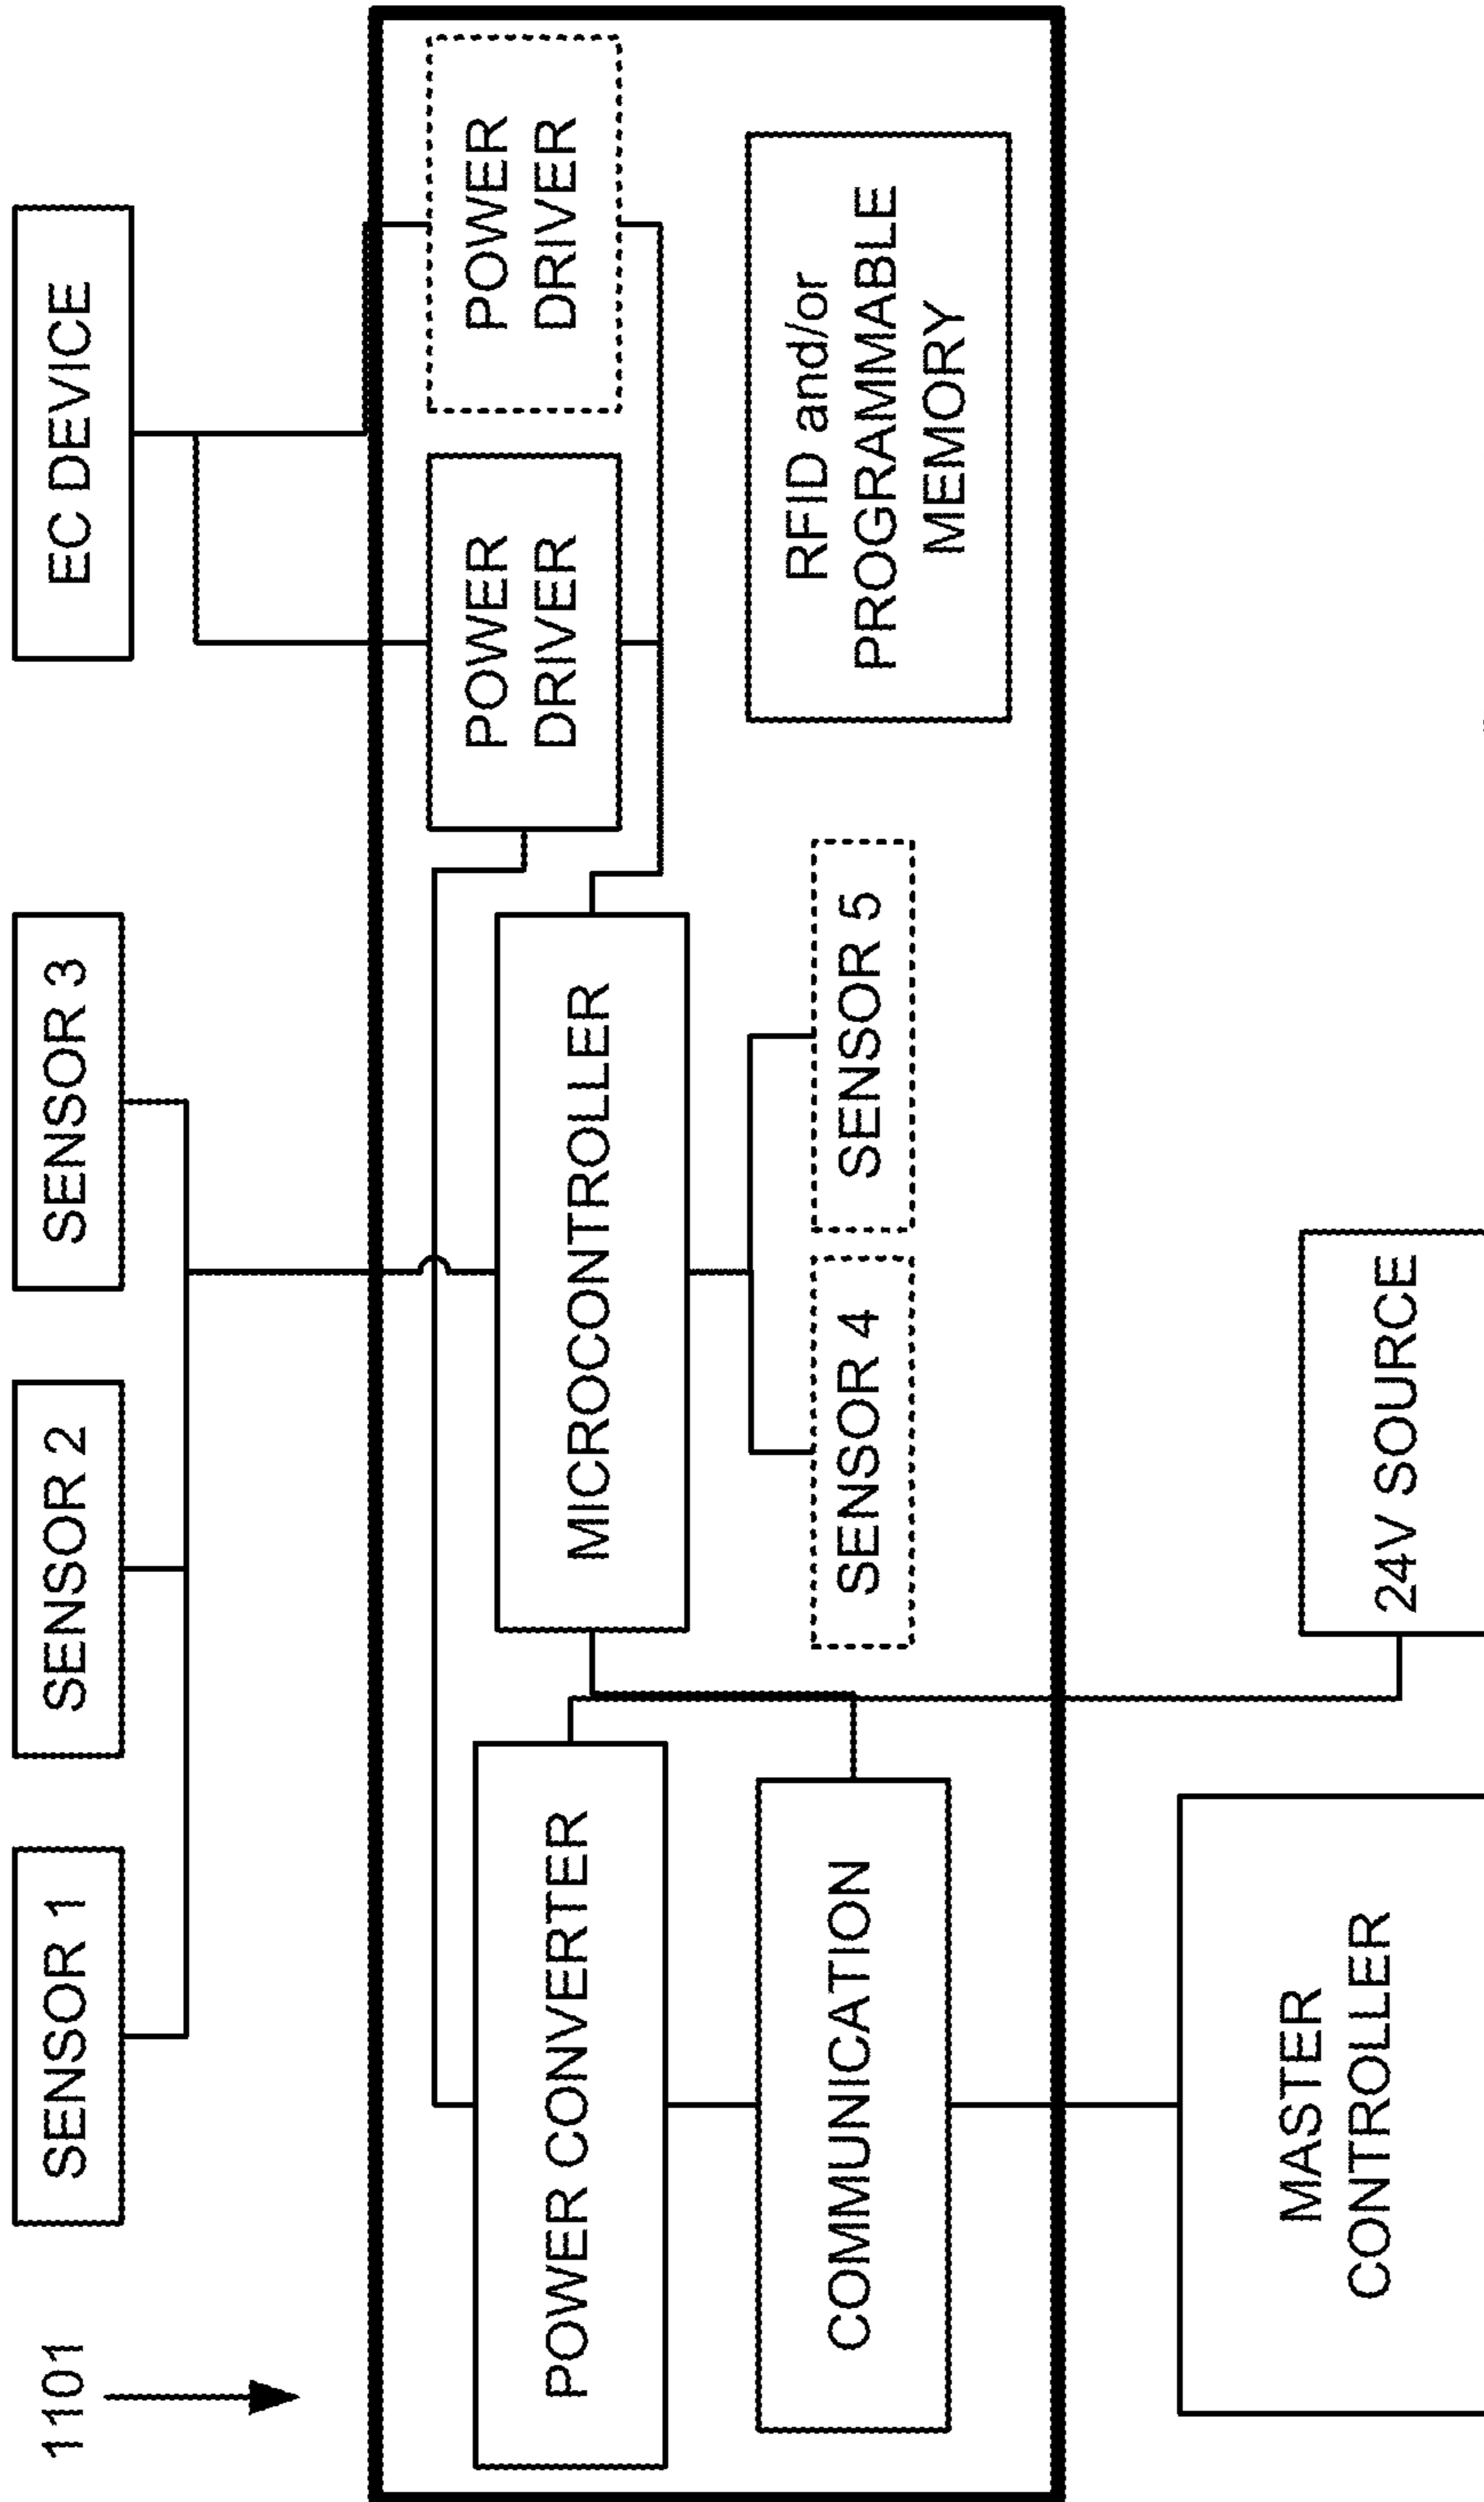 1101
SENSOR 1
SENSOR 2
SENSOR 3
EC DEVICE
POWER CONVERTER
MICROCONTROLLER
POWER
DRIVER
POWER
DRIVER
COMMUNICATION
SENSOR 4
SENSOR 5
RFID and/or
PROGRAMMABLE
MEMORY
MASTER
CONTROLLER
24V SOURCE